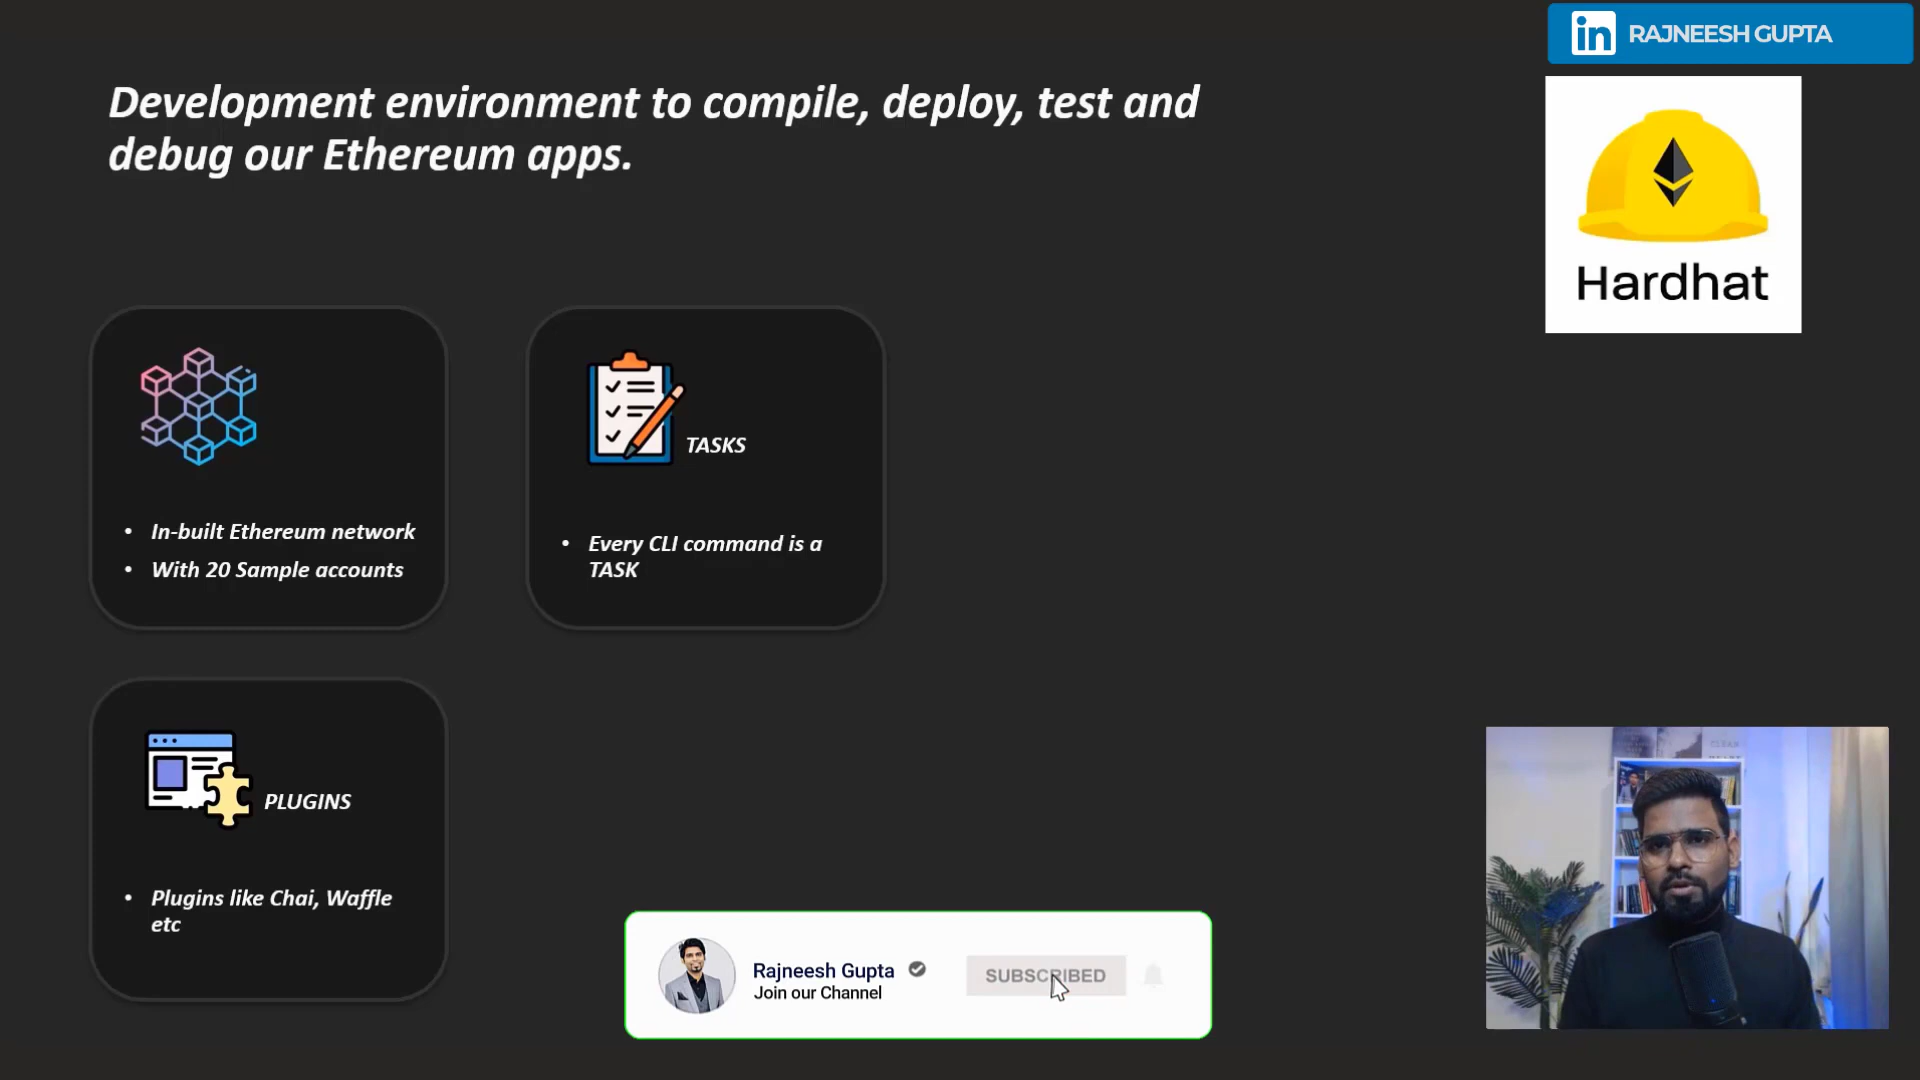 in RAJNEESH GUPTA
Development environment to compile, deploy, test and
debug our Ethereum apps.
Hardhat
TASKS
• In-built Ethereum network
• With 20 Sample accounts
• Every CLI command is a
TASK
PLUGINS
• Plugins like Chai, Waffle
etc
Rajneesh Gupta
Join our Channel
SUBSCRIBED